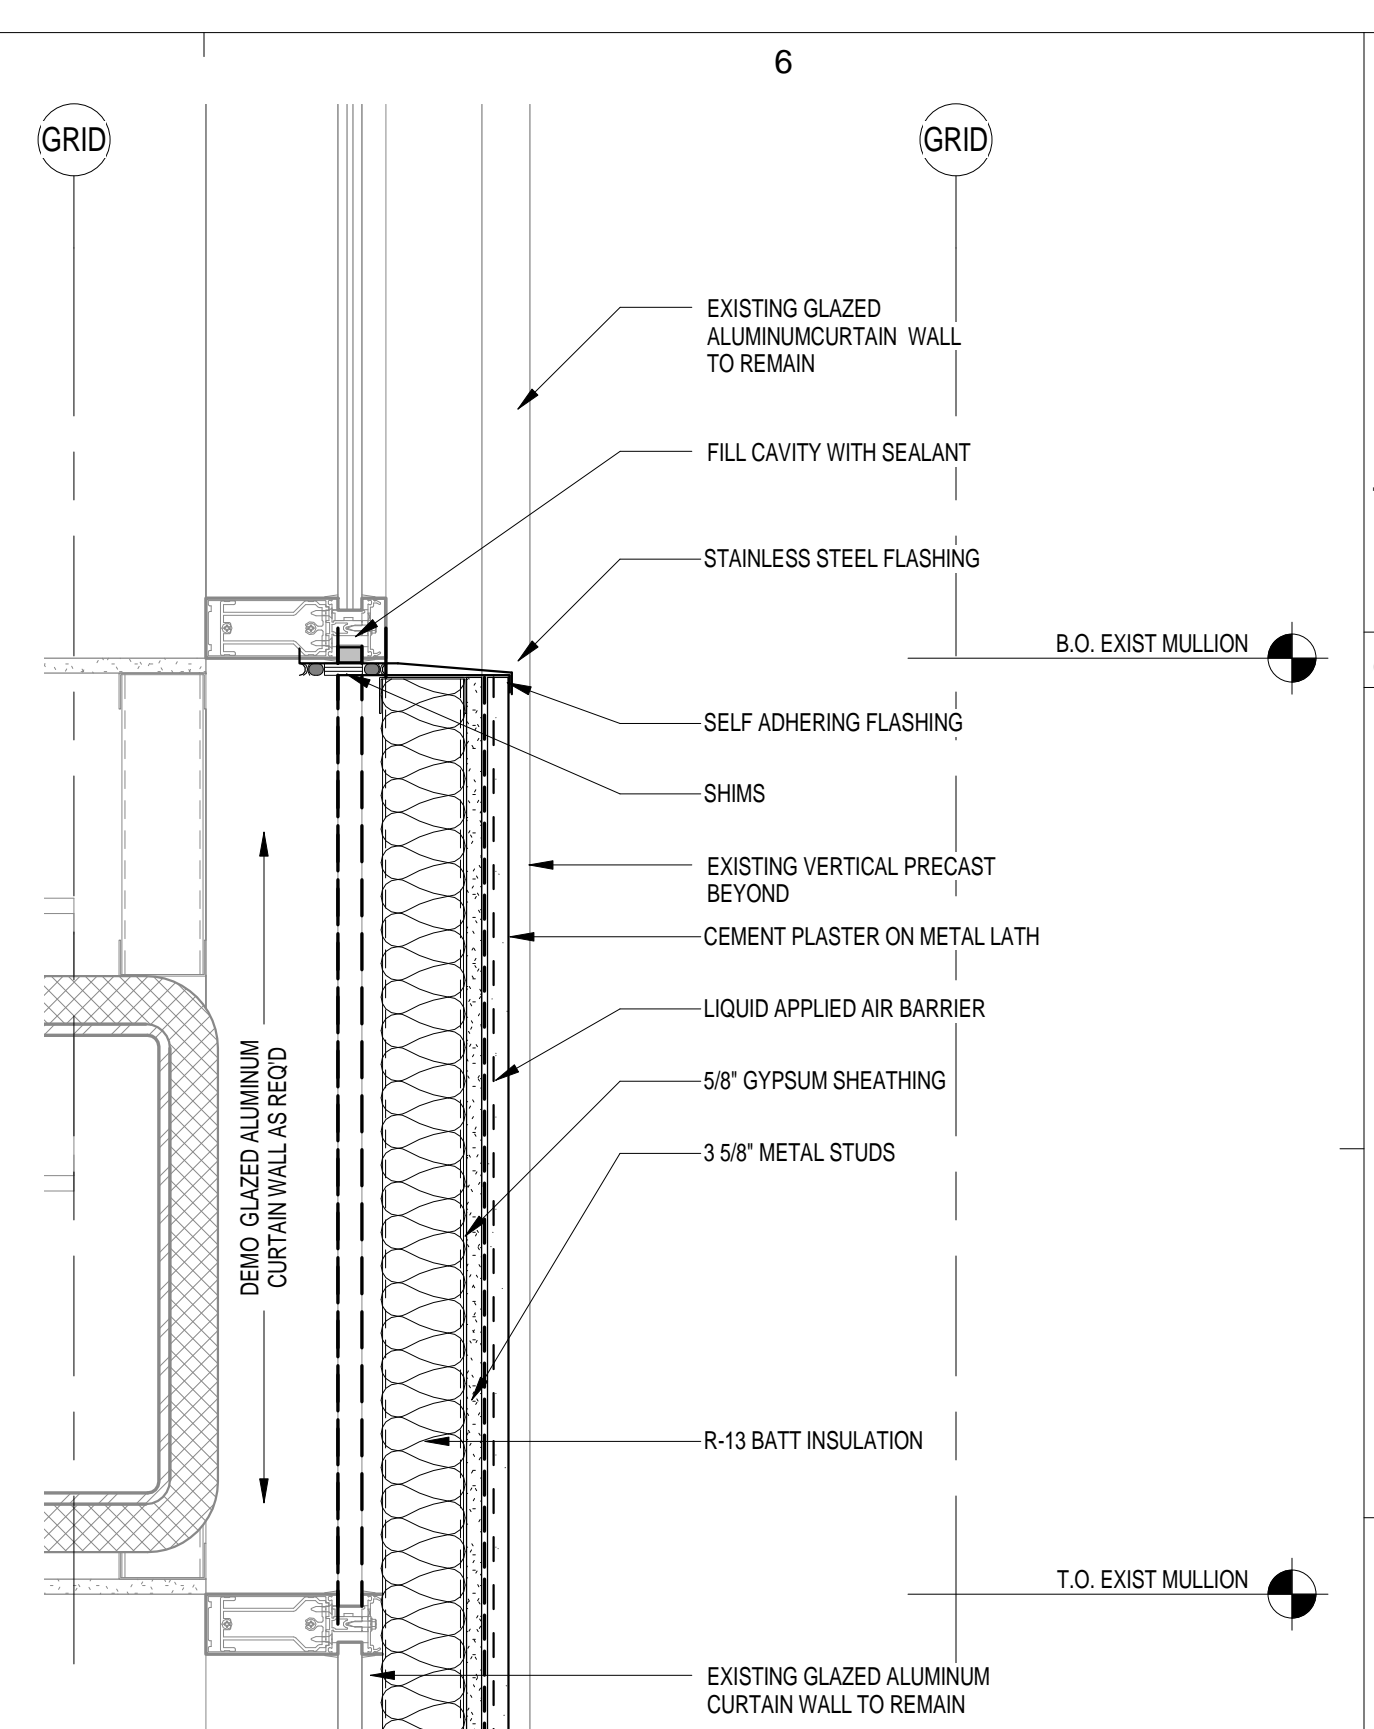 6
GRID
GRID
EXISTING GLAZED
ALUMINUMCURTAIN WALL
TO REMAIN
FILL CAVITY WITH SEALANT
STAINLESS STEEL FLASHING
B.O. EXIST MULLION
SELF ADHERING FLASHING
SHIMS
EXISTING VERTICAL PRECAST
BEYOND
CEMENT PLASTER ON METAL LATH
LIQUID APPLIED AIR BARRIER
DEMO GLAZED ALUMINUM
CURTAIN WALL AS REQ'D
5/8" GYPSUM SHEATHING
3 5/8" METAL STUDS
R-13 BATT INSULATION
T.O. EXIST MULLION
EXISTING GLAZED ALUMINUM
CURTAIN WALL TO REMAIN